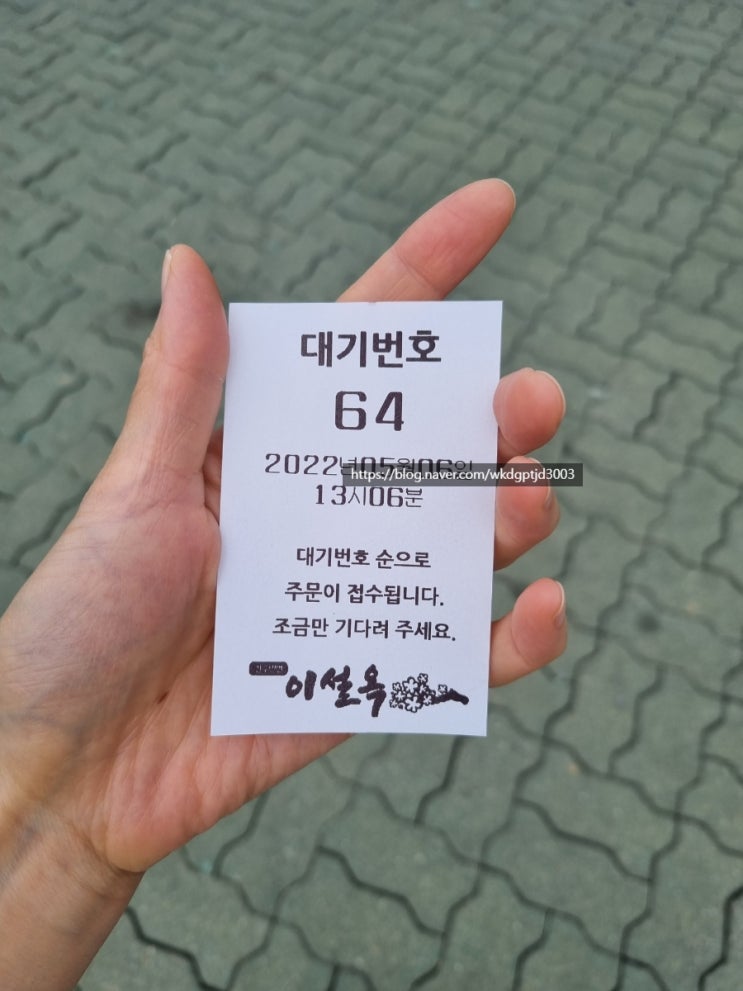 대기번호
64
2022년05월06일
https://blog.naver.com/wkdgptjd3003
13시06분
대기번호 순으로
주문이 접수됩니다.
조금만 기다려 주세요.
이설옥